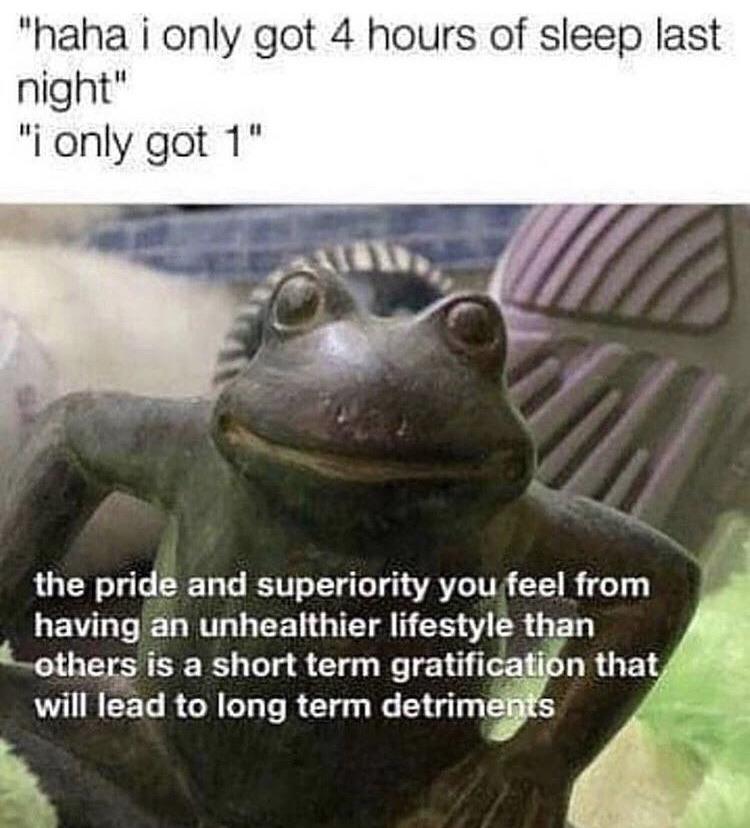 "haha i only got 4 hours of sleep last
night"
"i only got 1"
the pride and superiority you feel from
having an unhealthier lifestyle than
others is a short term gratification that
will lead to long term detriments